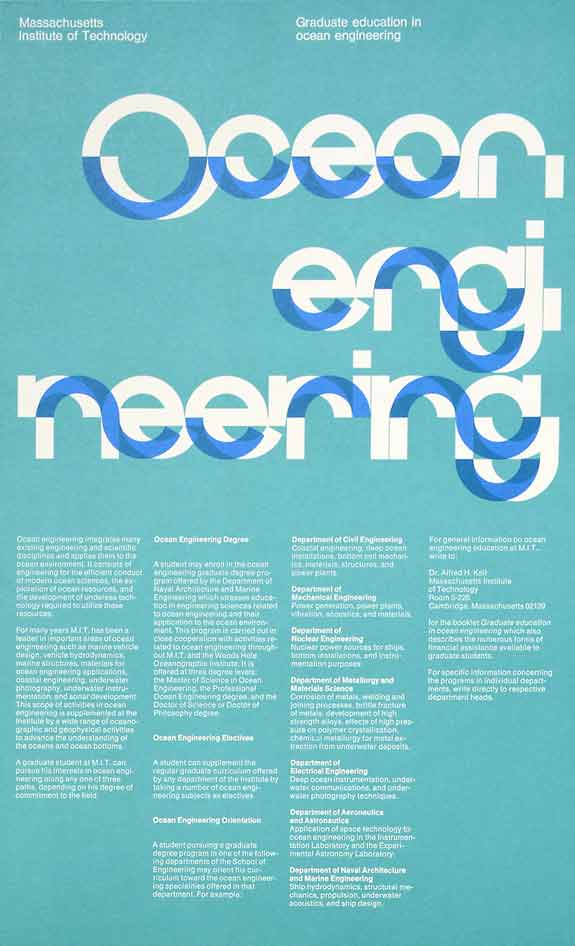 Massachusetts
Institute of Technology
Graduate education in
ocean engineering
Ocean
engi
neering
Ocean engineering integrates many
existing engineering and scientific
disciplines and applies them to the
ocean environment. It consists of
engineering for the efficient conduct
of modern ocean sciences, the ex-
ploration of ocean resources, and
the development of undersea tech-
nology required to utilize those
resources.
For many years M.I.T. has been a
leader in important areas of ocean
engineering such as marine vehicle
design, vehicle hydrodynamics,
marine structures, materials for
ocean engineering applications,
coastal engineering, underwater
photography, underwater instru-
mentation, and sonar development.
This scope of activities in ocean
engineering is supplemented at the
Institute by a wide range of oceano-
graphic and geophysical activities
to advance the understanding of
the oceans and ocean bottoms.
A graduate student at M.I.T. can
pursue his interests in ocean engi-
neering along any one of three
paths, depending on his degree of
commitment to the field.
Ocean Engineering Degree
A student may enroll in the ocean
engineering graduate degree pro-
gram offered by the Department of
Naval Architecture and Marine
Engineering which stresses educa-
tion in engineering sciences related
to ocean engineering and their
application to the ocean environ-
ment. This program is carried out in
close cooperation with activities re-
lated to ocean engineering through-
out M.I.T. and the Woods Hole
Oceanographic Institute. It is
offered at three degree levels:
the Master of Science in Ocean
Engineering, the Professional
Ocean Engineering degree, and the
Doctor of Science or Doctor of
Philosophy degree.
Ocean Engineering Electives
A student can supplement the
regular graduate curriculum offered
by any department of the Institute by
taking a number of ocean engi-
neering subjects as electives.
Ocean Engineering Orientation
A student pursuing a graduate
degree program in one of the follow-
ing departments of the School of
Engineering may orient his cur-
riculum toward the ocean engineer-
ing specialties offered in that
department. For example:
Department of Civil Engineering
Coastal engineering, deep ocean
installations, bottom soil mechan-
ics, materials, structures, and
power plants.
Department of
Mechanical Engineering
Power generation, power plants,
vibration, acoustics, and materials.
Department of
Nuclear Engineering
Nuclear power sources for ships,
bottom installations, and instru-
mentation purposes.
Department of Metallurgy and
Materials Science
Corrosion of metals, welding and
joining processes, brittle fracture
of metals, development of high
strength alloys, effects of high pres-
sure on polymer crystallization,
chemical metallurgy for metal ex-
traction from underwater deposits.
Department of
Electrical Engineering
Deep ocean instrumentation, under-
water communications, and under-
water photography techniques.
Department of Aeronautics
and Astronautics
Application of space technology to
ocean engineering in the Instrumen-
tation Laboratory and the Experi-
mental Astronomy Laboratory.
Department of Naval Architecture
and Marine Engineering
Ship hydrodynamics, structural me-
chanics, propulsion, underwater
acoustics, and ship design.
For general information on ocean
engineering education at M.I.T.,
write to:
Dr. Alfred H. Keil
Massachusetts Institute
of Technology
Room 5-226
Cambridge, Massachusetts 02139
for the booklet Graduate education
in ocean engineering which also
describes the numerous forms of
financial assistance available to
graduate students.
For specific information concerning
the programs in individual depart-
ments, write directly to respective
department heads.